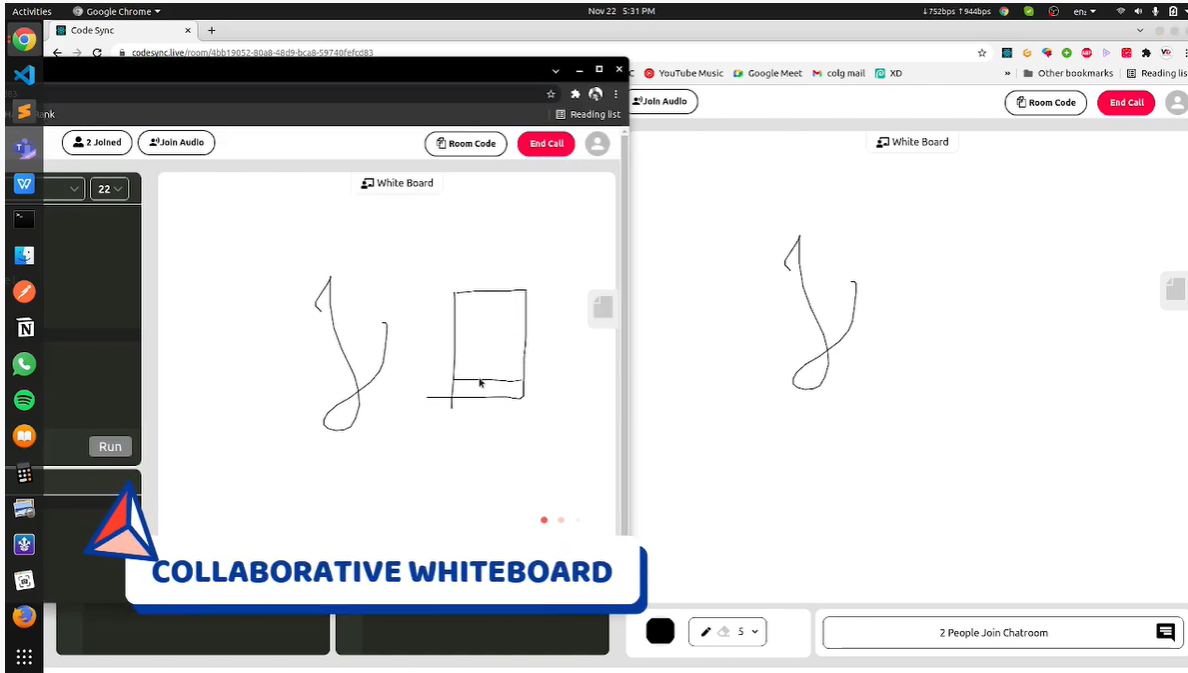 Activities
Google Chrome
Nov 22 5:31 PM
↓752bps ↑944bps
en₂
Code Sync
codesync.live/room/4bb19052-80a8-48d9-bca8-59740fefcd83
YouTube Music
Google Meet
colg mail
XD
»
Other bookmarks
Reading list
Rank
Reading list
Join Audio
Room Code
End Call
2 Joined
Join Audio
Room Code
End Call
22
White Board
White Board
Run
COLLABORATIVE WHITEBOARD
5
2 People Join Chatroom